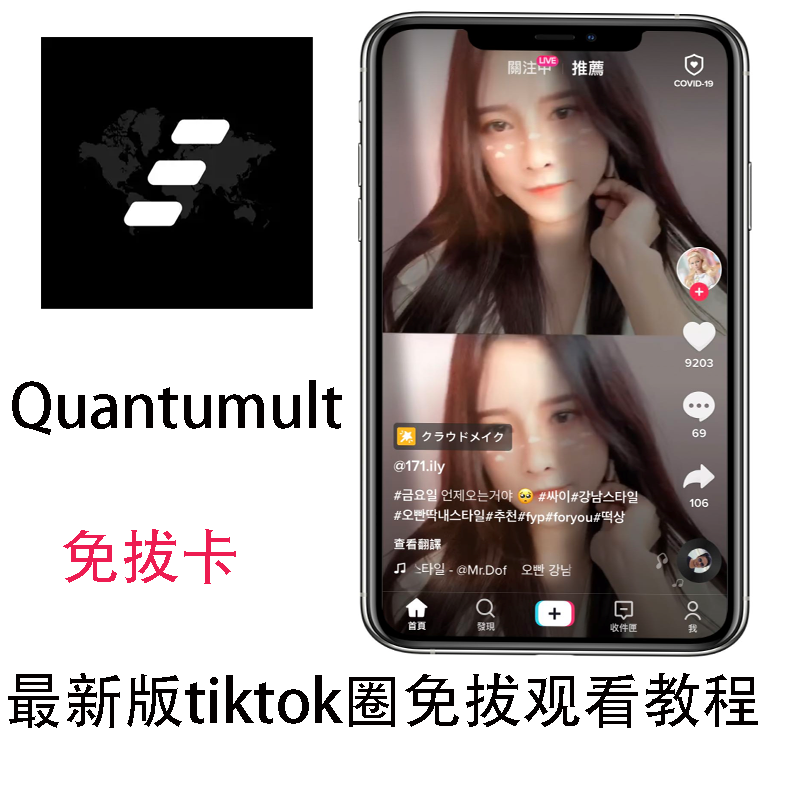 Quantumult
免拔卡
關注中
LIVE
推薦
COVID-19
9203
69
106
クラウドメイク
@171.ily
#금요일 언제오는거야 🥺 #싸이#강남스타일
#오빤딱내스타일#추천#fyp#foryou#떡상
查看翻譯
스타일 - @Mr.Dof 오빤 강남
首頁
發現
收件匣
我
最新版tiktok圈免拔观看教程